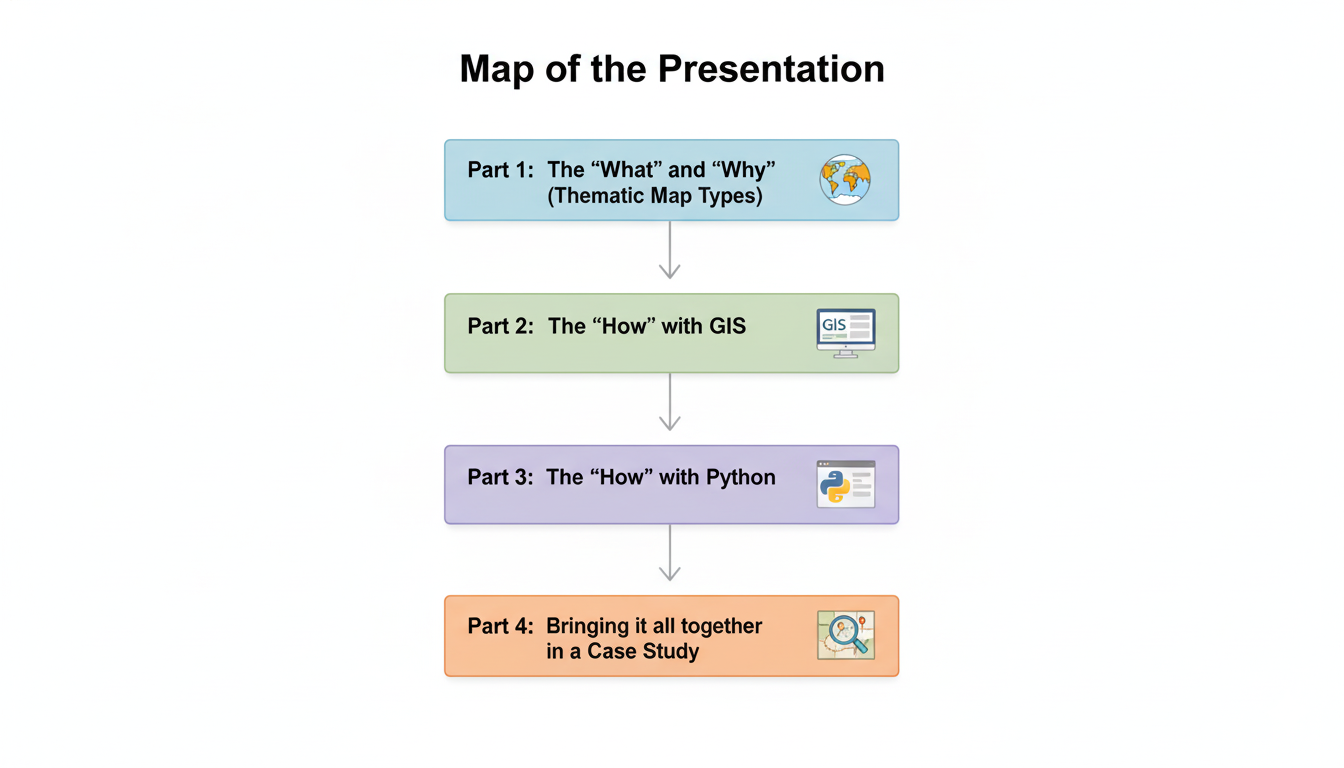 Map of the Presentation
Part 1: The “What” and “Why”
(Thematic Map Types)
Part 2: The “How” with GIS
GIS
Part 3: The “How” with Python
Part 4: Bringing it all together
in a Case Study